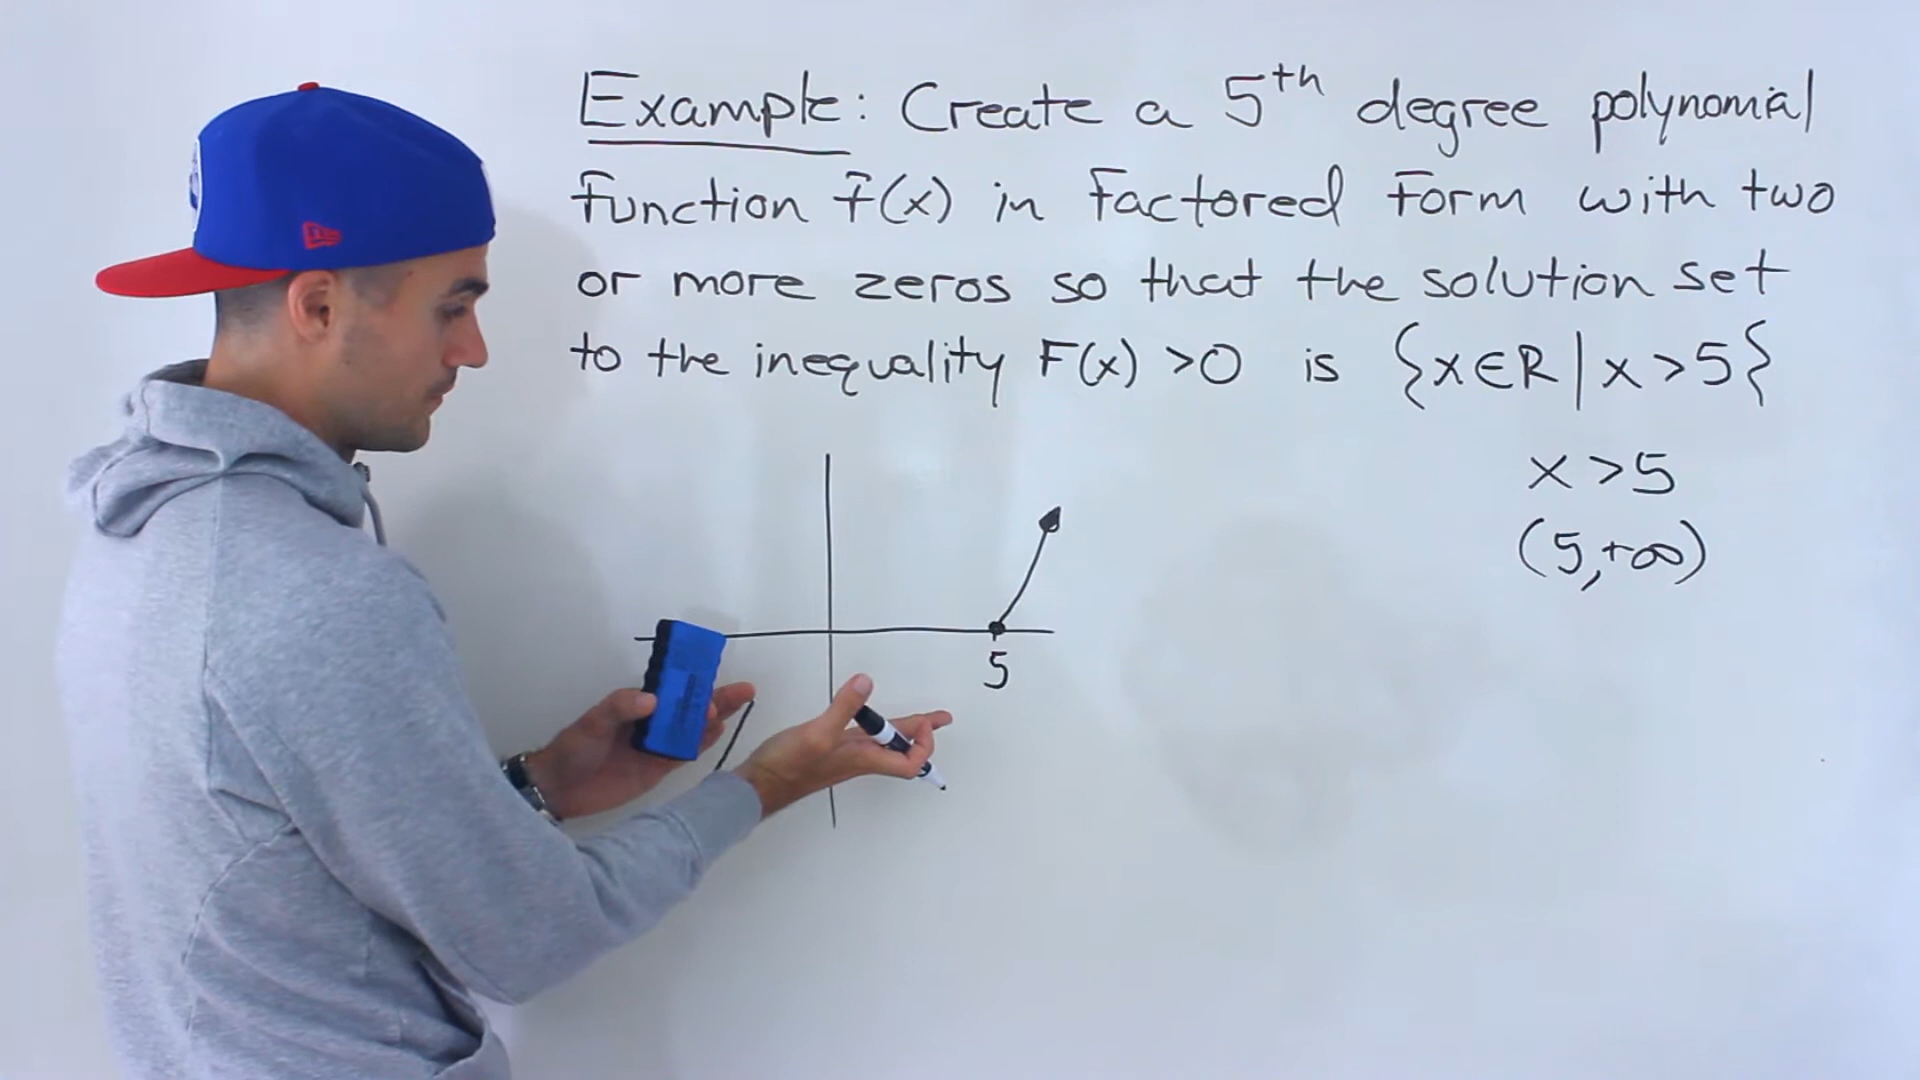 Example: Create a 5th degree polynomial
function f(x) in factored form with two
or more zeros so that the solution set
to the inequality F(x) >0 is {x∈R | x >5}
x >5
(5,+∞)
5